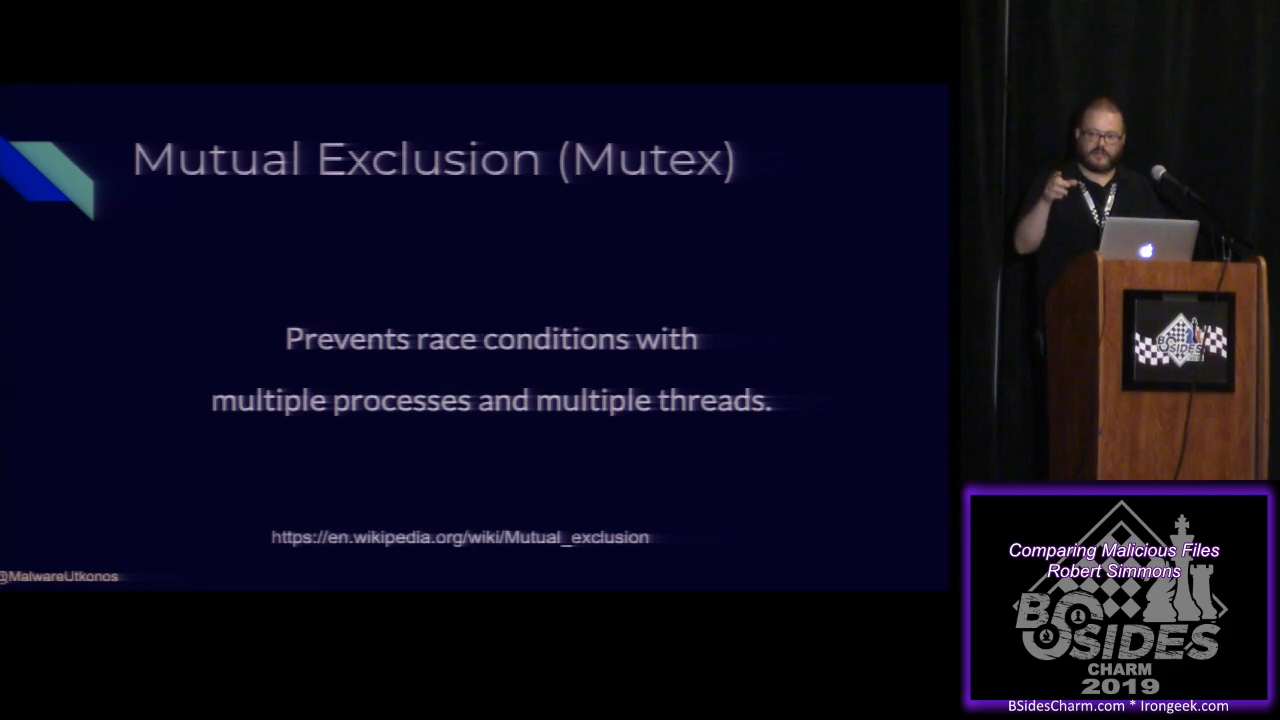 Mutual Exclusion (Mutex)
Prevents race conditions with
multiple processes and multiple threads.
https://en.wikipedia.org/wiki/Mutual_exclusion
@MalwareUtkonos
BSIDES
Comparing Malicious Files
Robert Simmons
BSIDES
CHARM
2019
BSidesCharm.com * Irongeek.com